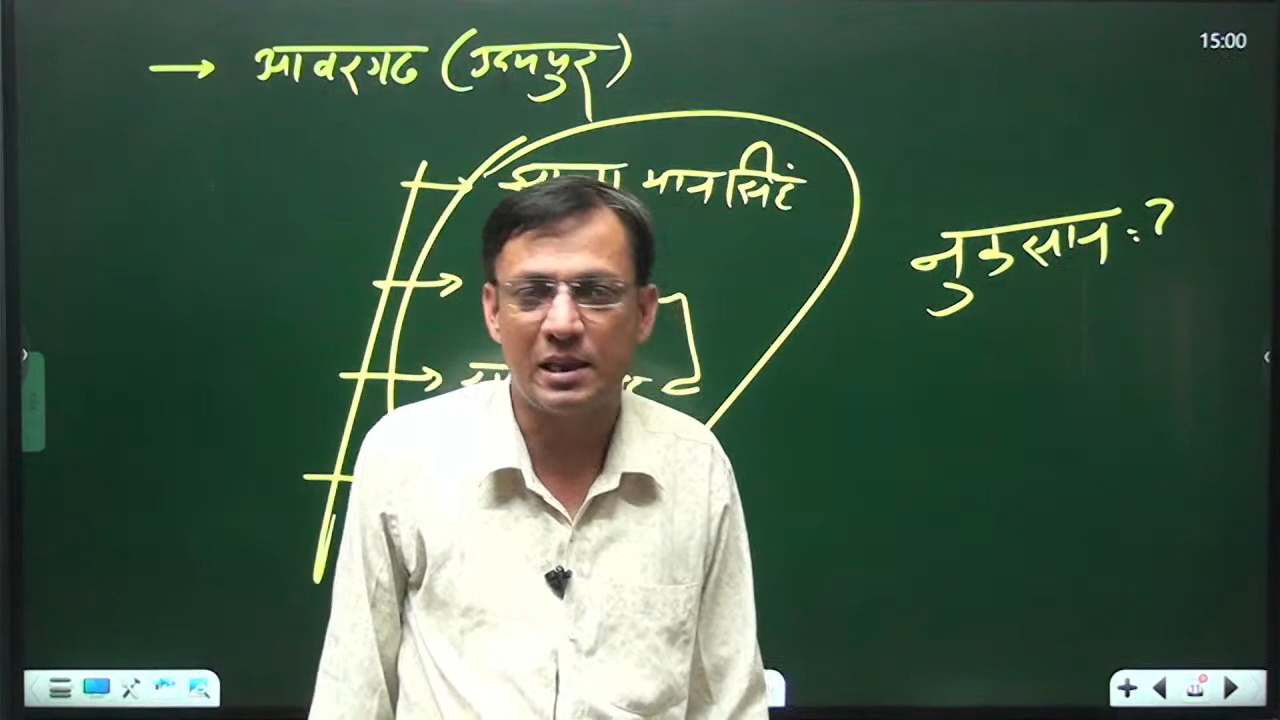 15:00
→ आवरगढ (उदयपुर)
झाला मानसिंह
नुकसान :?